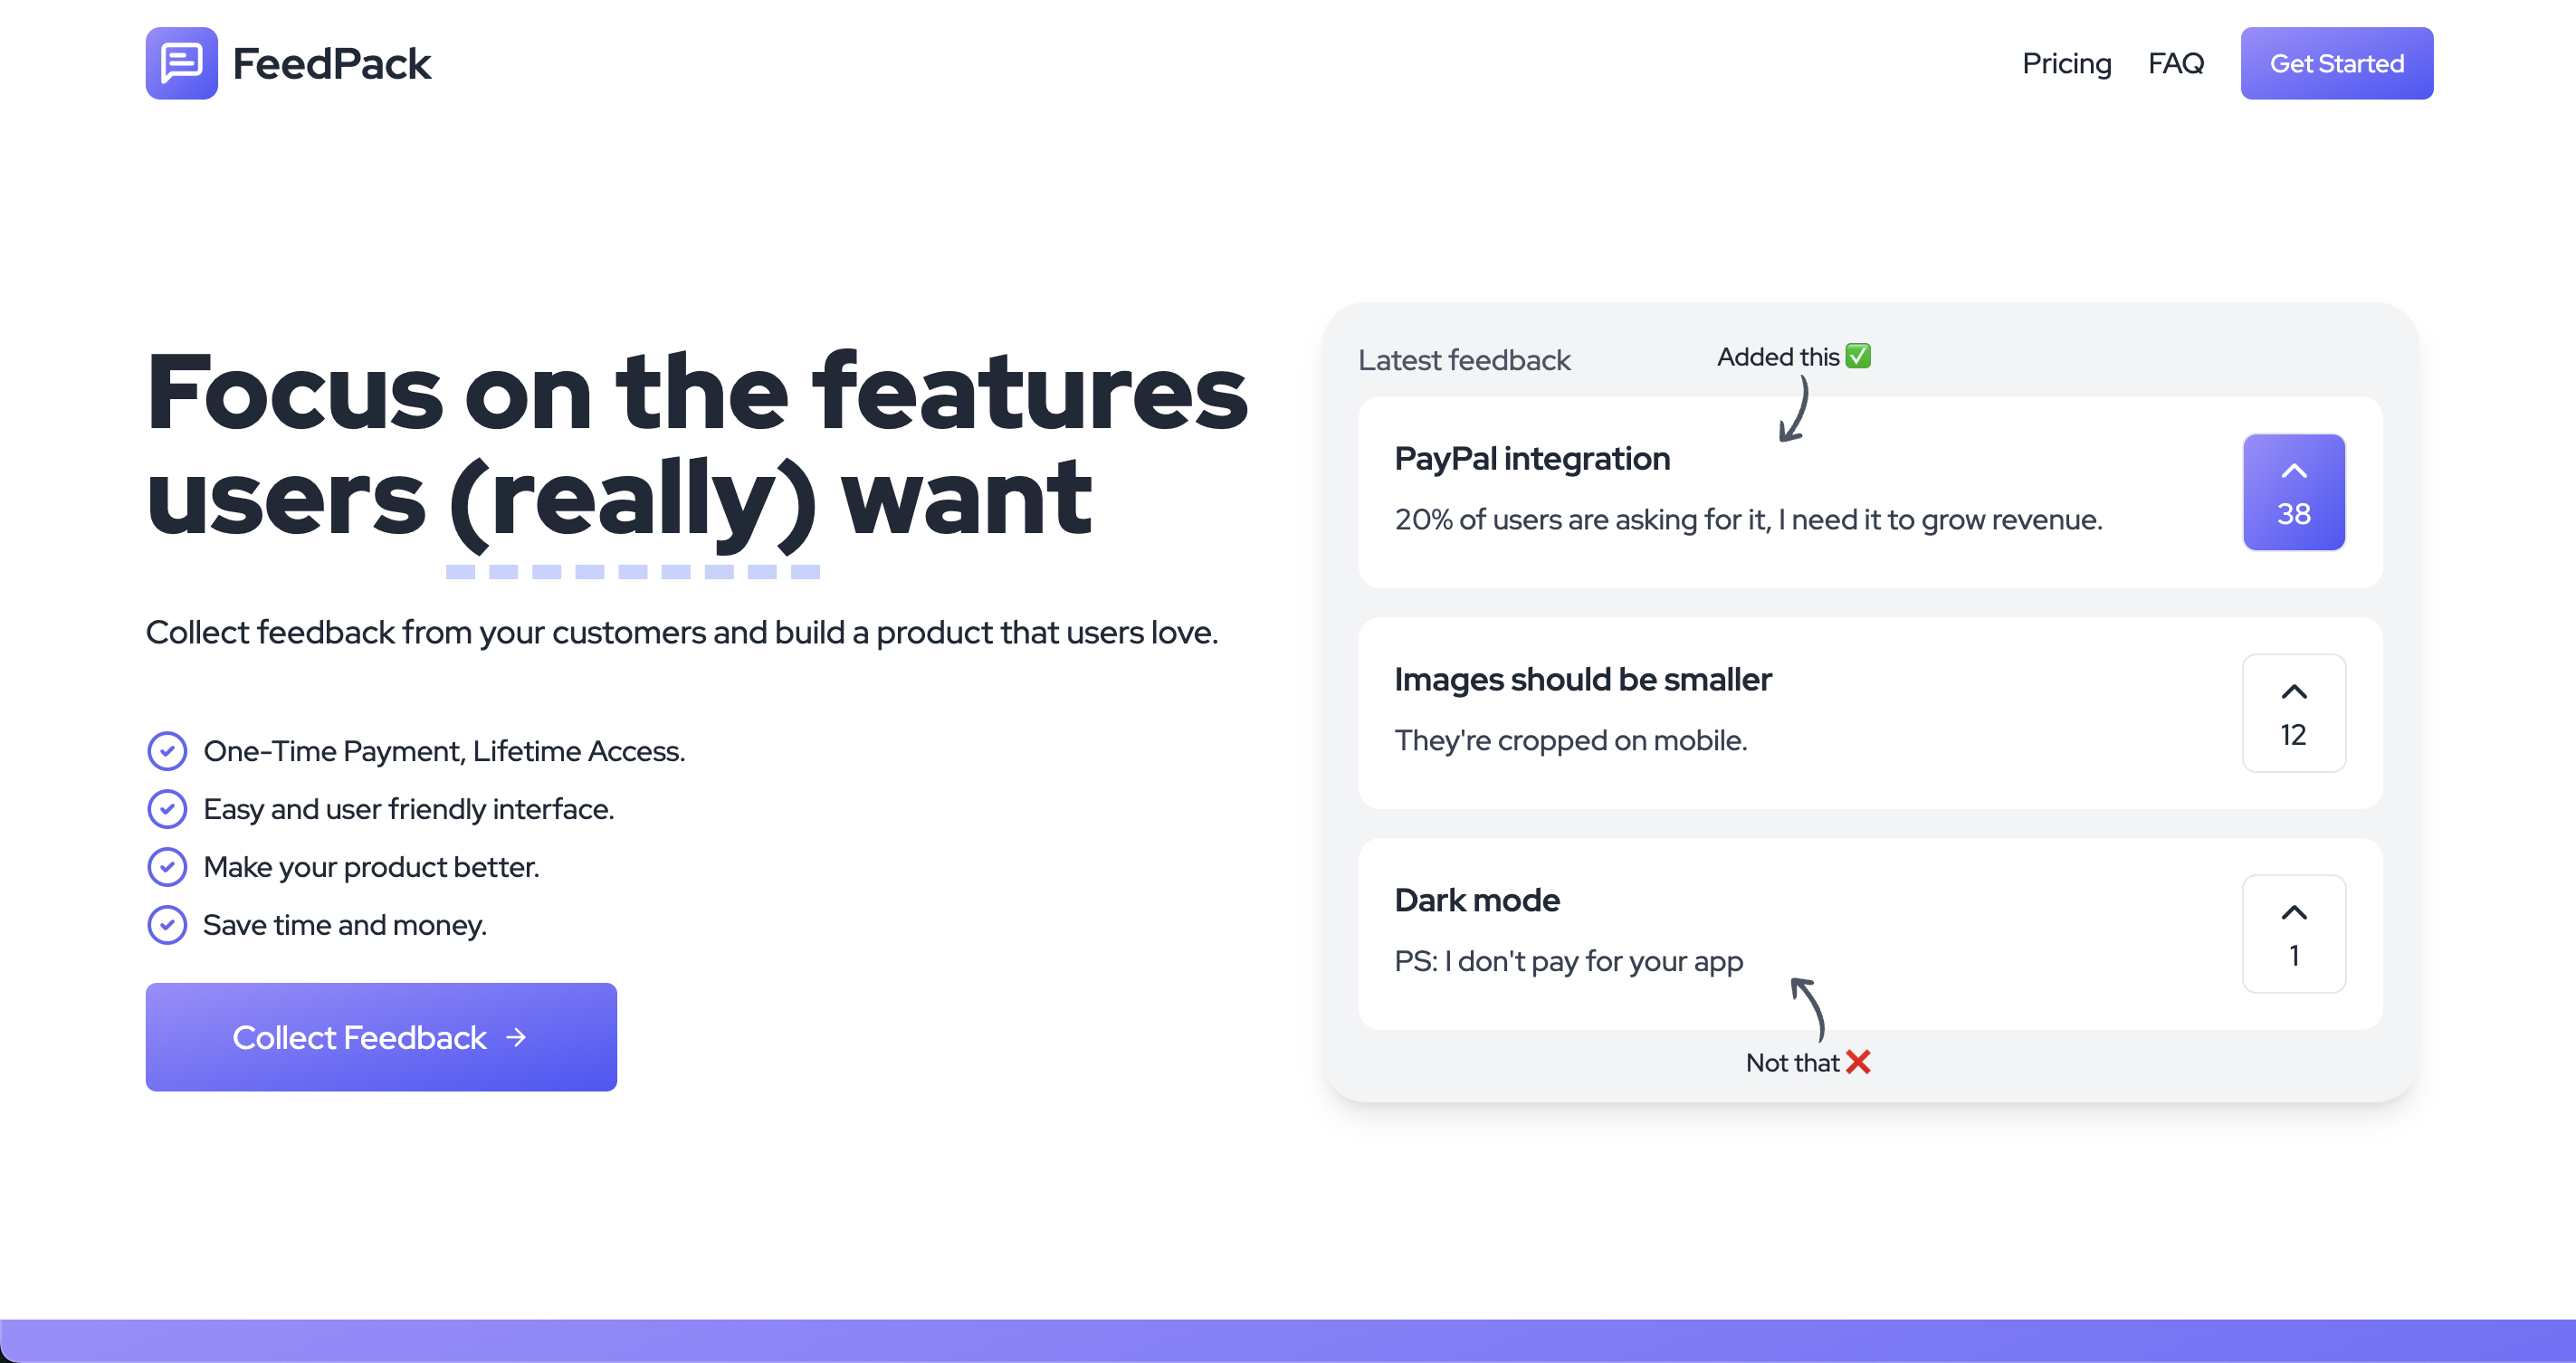 FeedPack
Pricing
FAQ
Get Started
Focus on the features
users (really) want
Collect feedback from your customers and build a product that users love.
One-Time Payment, Lifetime Access.
Easy and user friendly interface.
Make your product better.
Save time and money.
Collect Feedback →
Latest feedback
Added this ✅
PayPal integration
20% of users are asking for it, I need it to grow revenue.
38
Images should be smaller
They're cropped on mobile.
12
Dark mode
PS: I don't pay for your app
1
Not that ❌